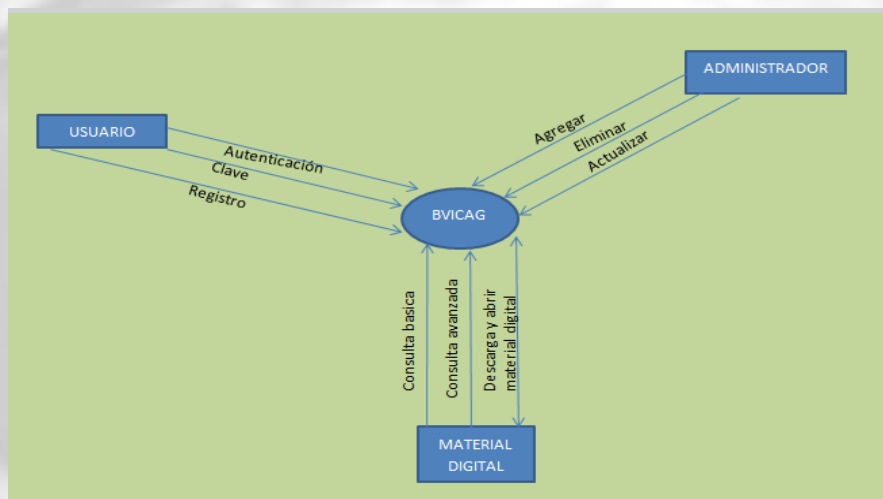 ADMINISTRADOR
USUARIO
Agregar
Eliminar
Actualizar
Autenticación
Clave
Registro
BVICAG
Consulta basica
Consulta avanzada
Descarga y abrir
material digital
MATERIAL
DIGITAL